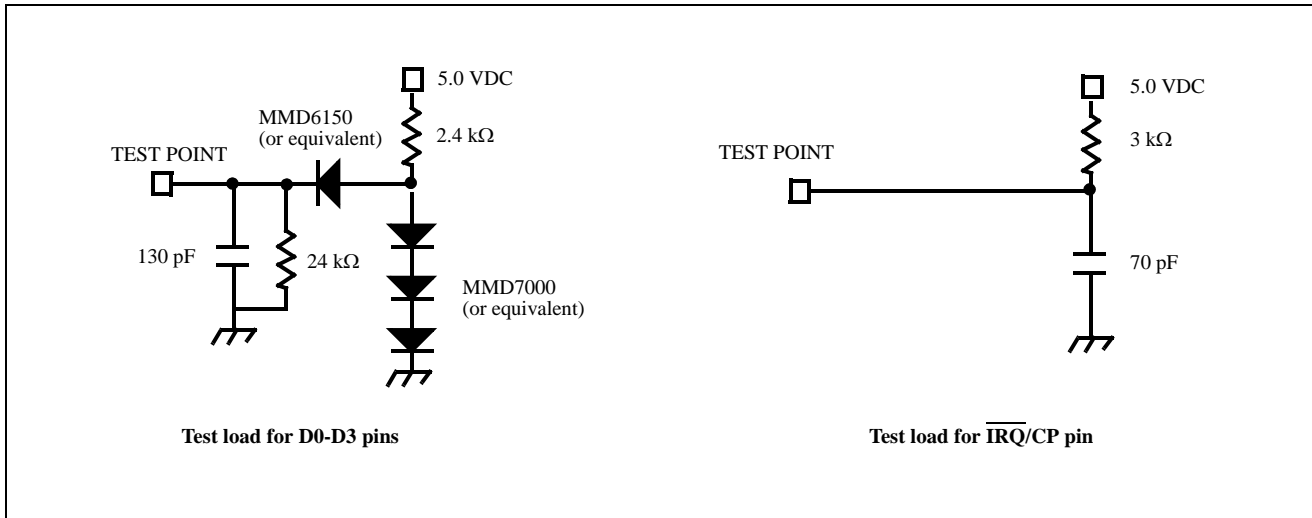 5.0 VDC
MMD6150
(or equivalent)
2.4 kΩ
TEST POINT
130 pF
24 kΩ
MMD7000
(or equivalent)
Test load for D0-D3 pins
5.0 VDC
3 kΩ
TEST POINT
70 pF
Test load for I̅R̅Q̅/CP pin